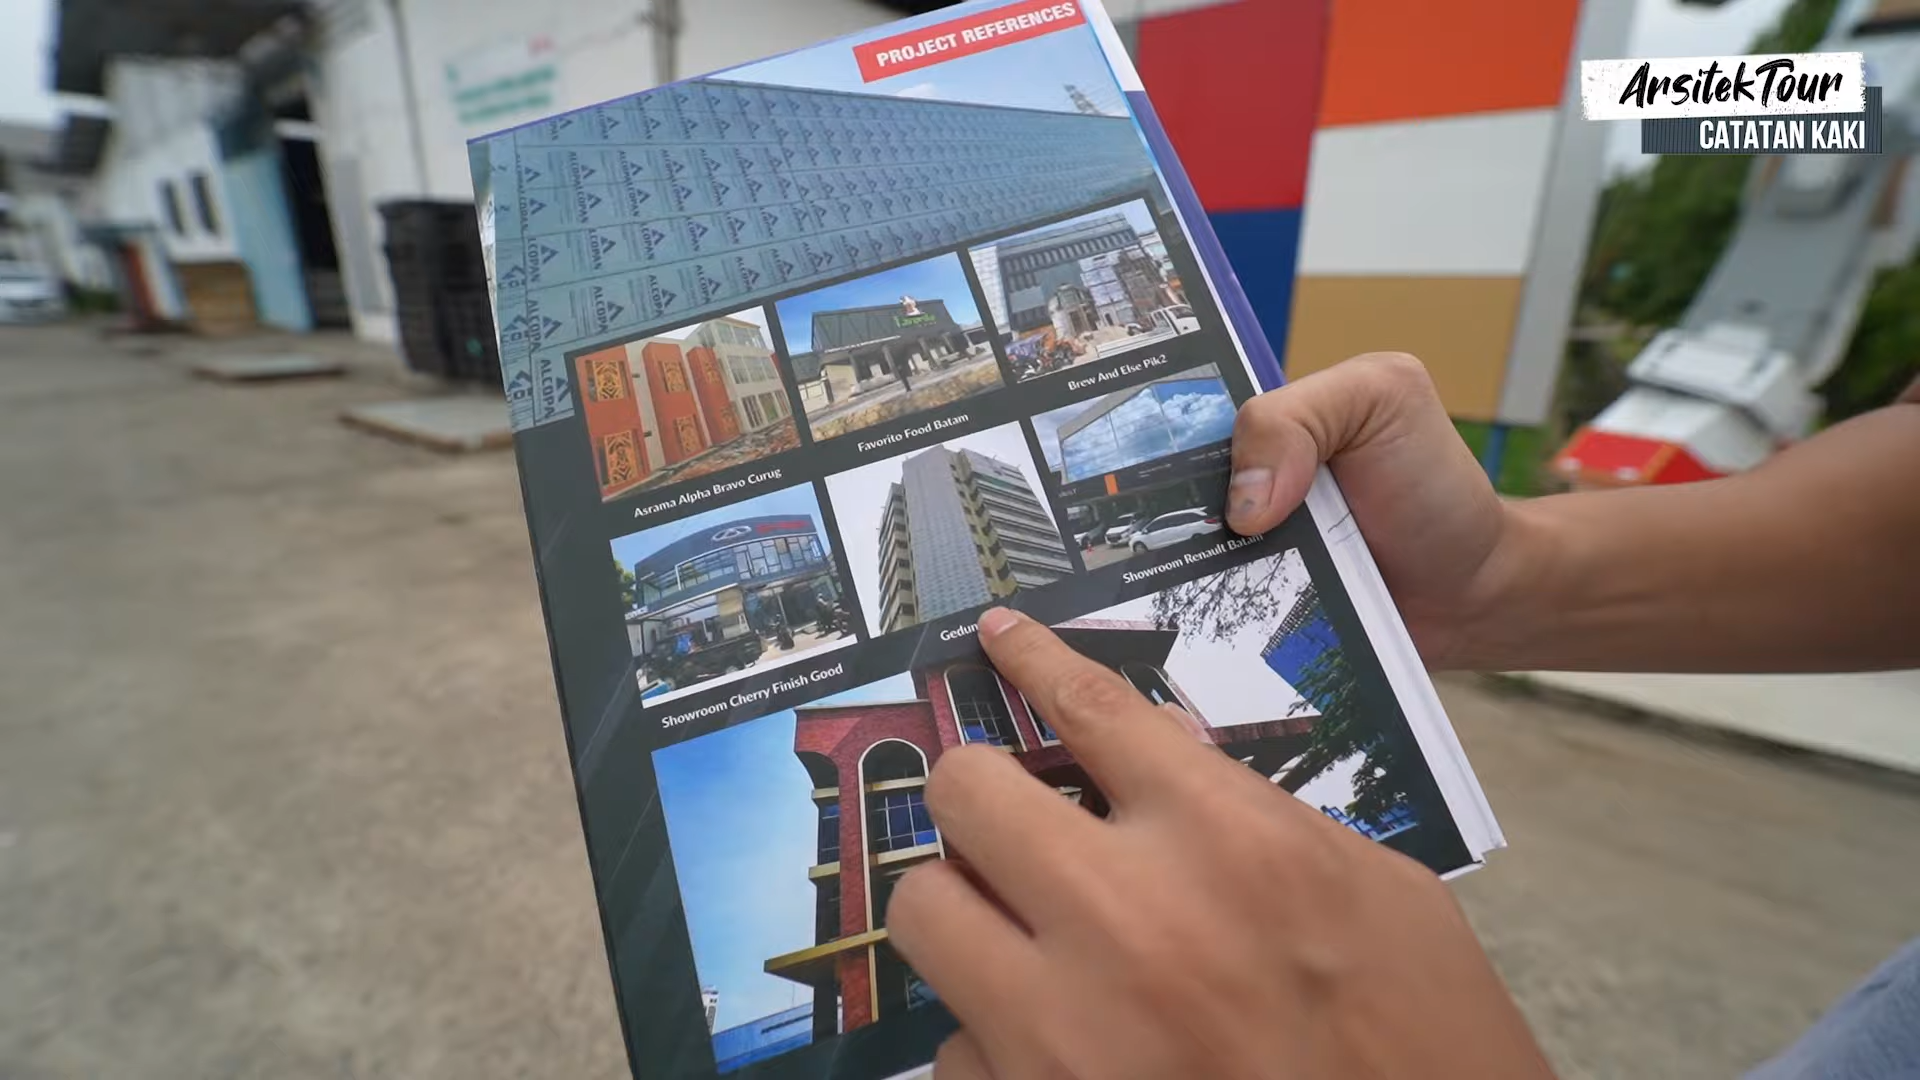 PROJECT REFERENCES
ArsitekTour
CATATAN KAKI
ALCOPAN
Brew And Else Pik2
Favorito Food Batam
Asrama Alpha Bravo Curug
Showroom Renault Batam
Showroom Cherry Finish Good